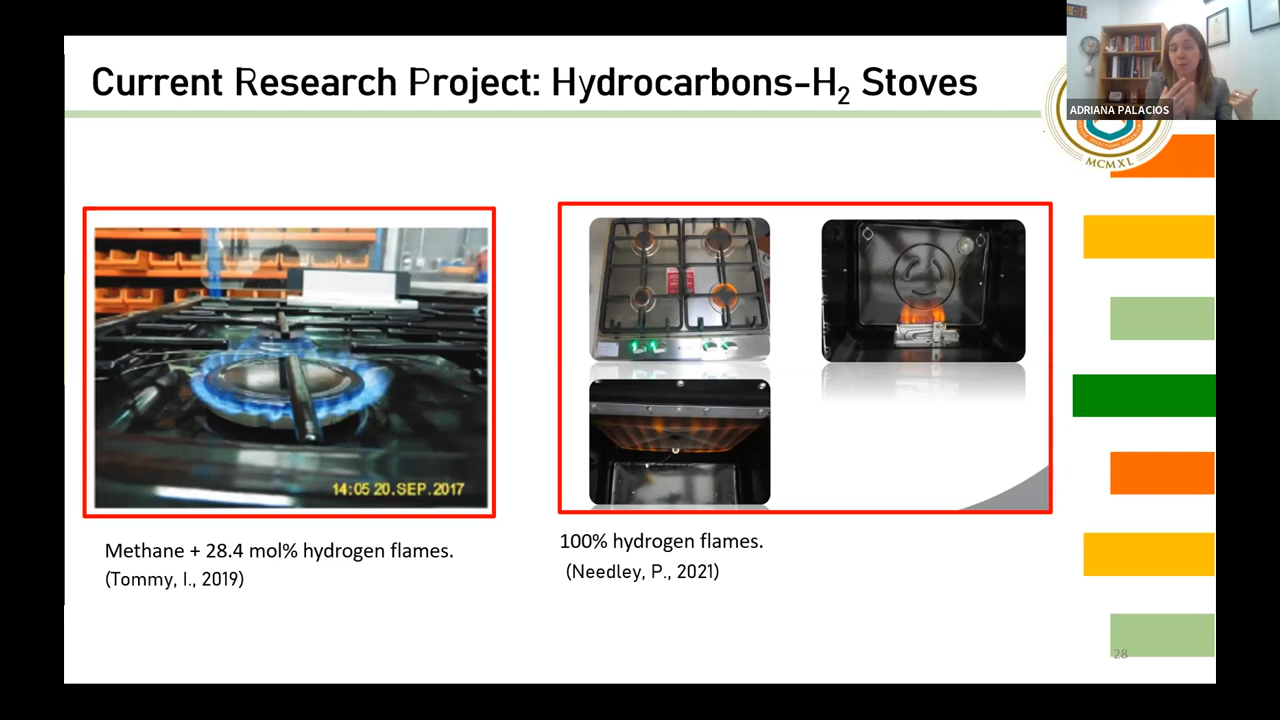 Current Research Project: Hydrocarbons-H₂ Stoves
ADRIANA PALACIOS
MCMXL
14:05 20.SEP.2017
Methane + 28.4 mol% hydrogen flames.
(Tommy, I., 2019)
100% hydrogen flames.
(Needley, P., 2021)
28